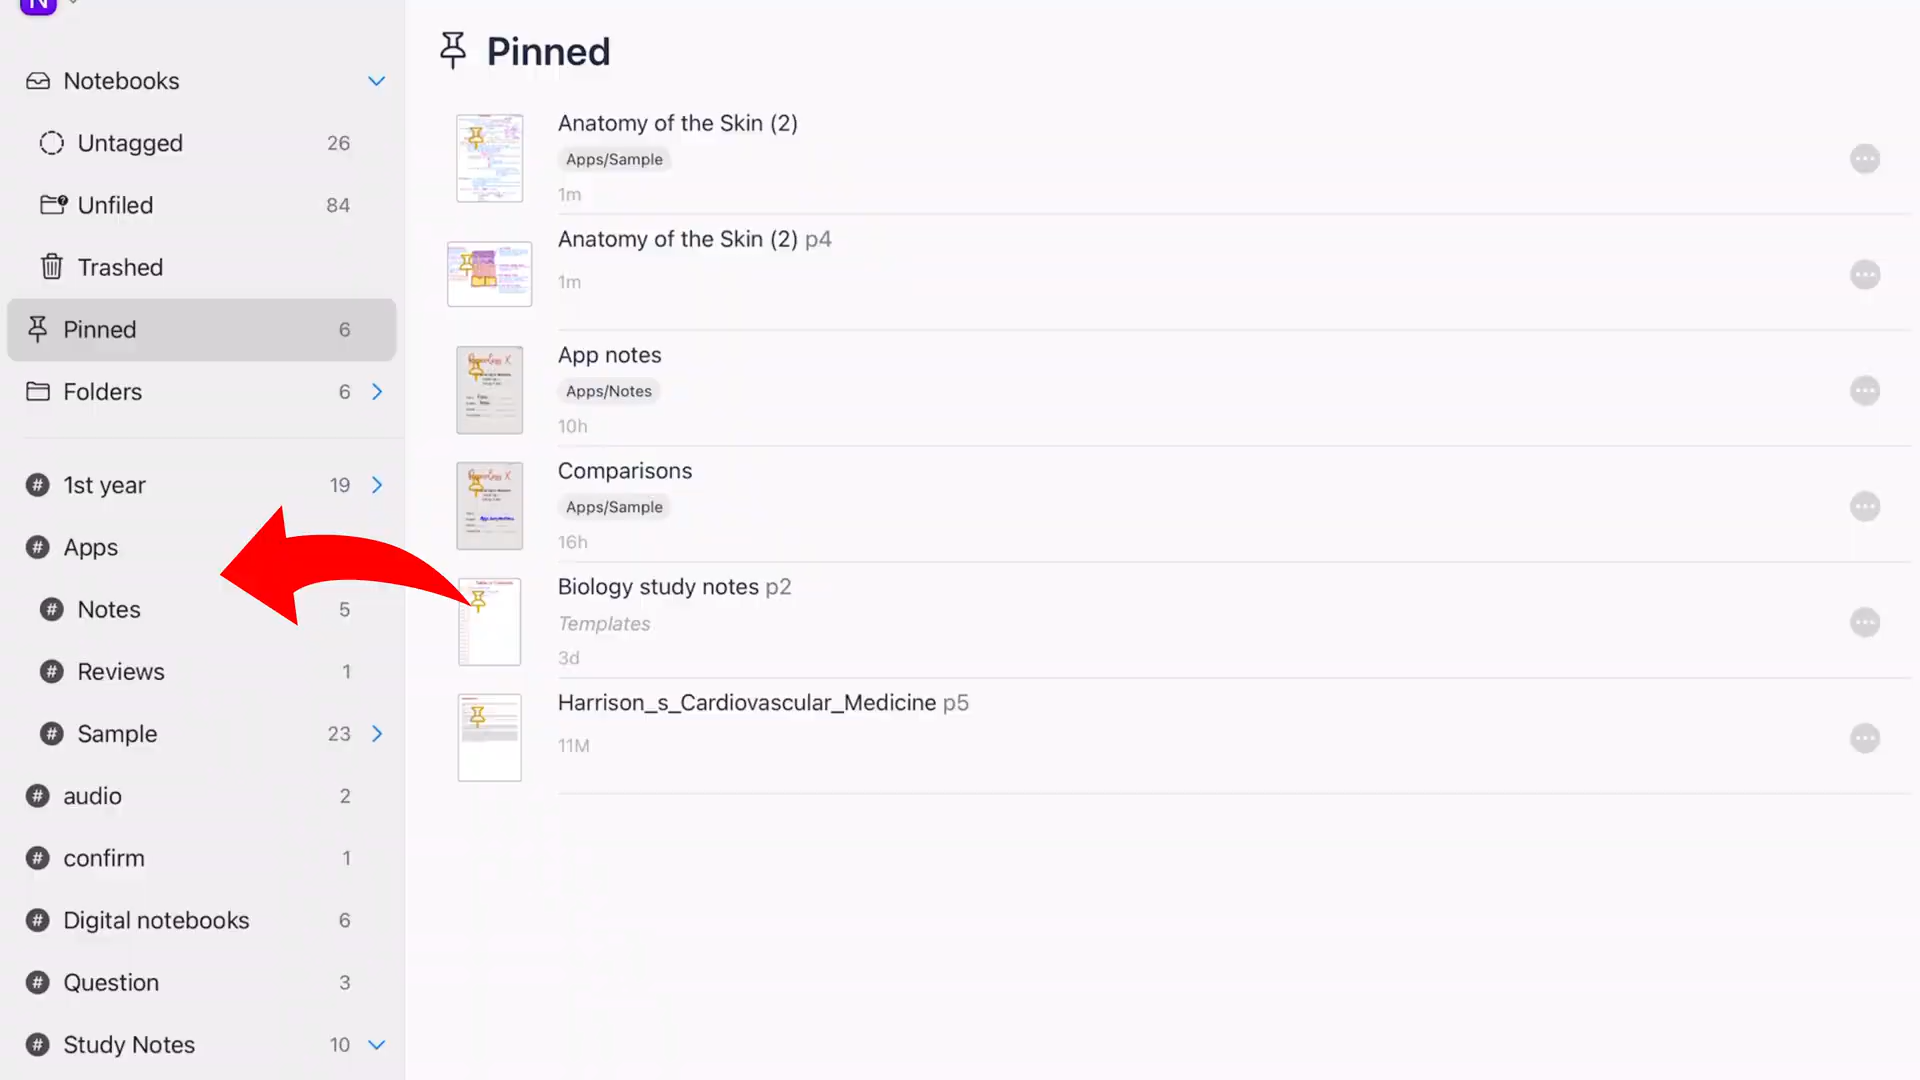 N
Notebooks
Untagged 26
Unfiled 84
Trashed
Pinned 6
Folders 6
# 1st year 19
# Apps
# Notes 5
# Reviews 1
# Sample 23
# audio 2
# confirm 1
# Digital notebooks 6
# Question 3
# Study Notes 10
Pinned
Anatomy of the Skin (2)
Apps/Sample
1m
Anatomy of the Skin (2) p4
1m
App notes
Apps/Notes
10h
Comparisons
Apps/Sample
16h
Biology study notes p2
Templates
3d
Harrison_s_Cardiovascular_Medicine p5
11M